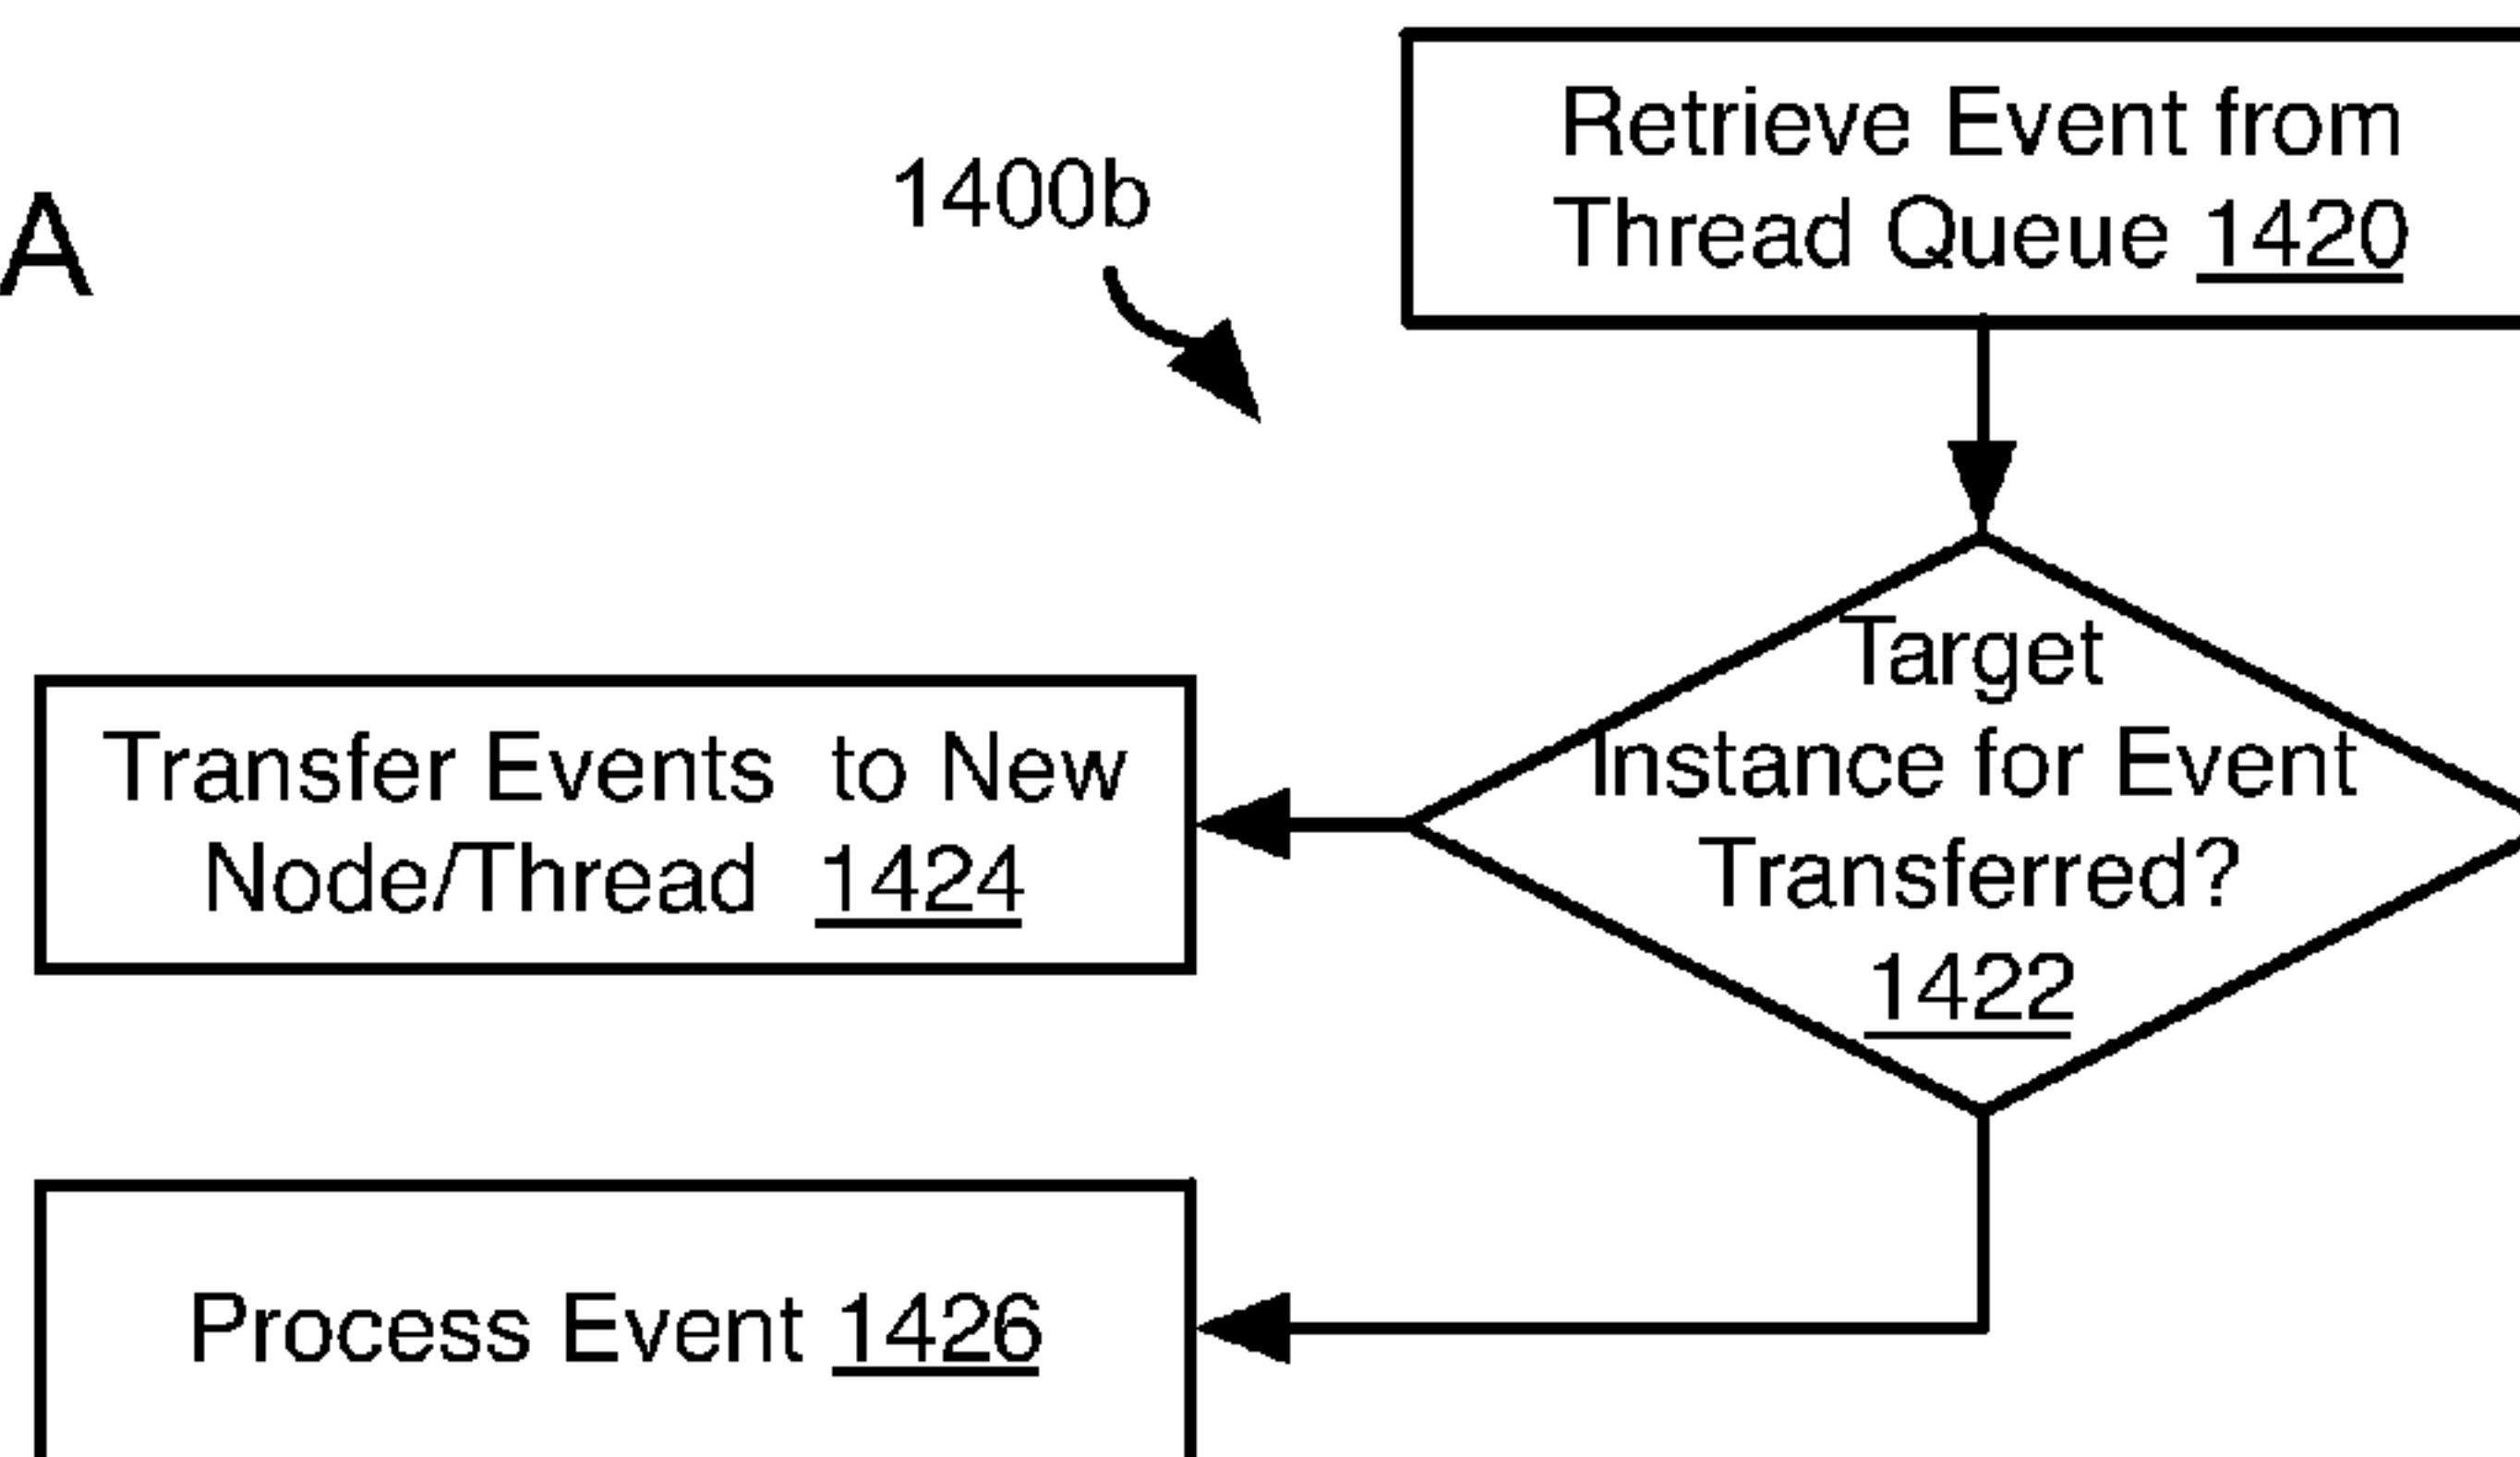 A
1400b
Retrieve Event from
Thread Queue 1420
Target
Instance for Event
Transferred?
1422
Transfer Events to New
Node/Thread 1424
Process Event 1426